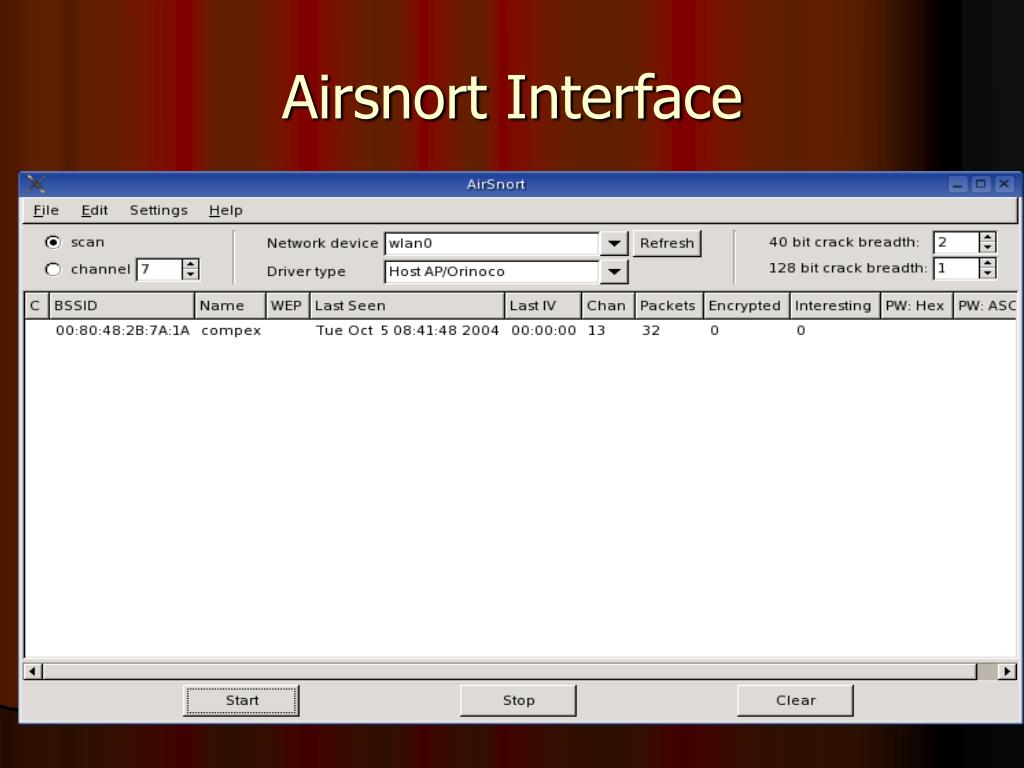 Airsnort Interface
AirSnort
File Edit Settings Help
scan
channel 7
Network device wlan0 Refresh
Driver type Host AP/Orinoco
40 bit crack breadth: 2
128 bit crack breadth: 1
C BSSID Name WEP Last Seen Last IV Chan Packets Encrypted Interesting PW: Hex PW: ASC
00:80:48:2B:7A:1A compex Tue Oct 5 08:41:48 2004 00:00:00 13 32 0 0
Start Stop Clear